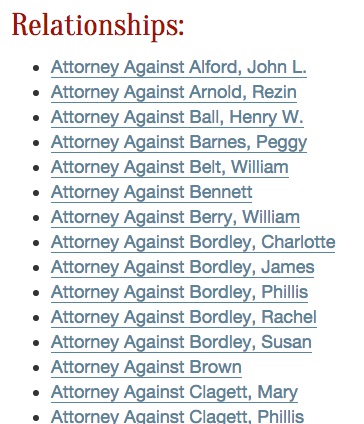 Relationships:
Attorney Against Alford, John L.
Attorney Against Arnold, Rezin
Attorney Against Ball, Henry W.
Attorney Against Barnes, Peggy
Attorney Against Belt, William
Attorney Against Bennett
Attorney Against Berry, William
Attorney Against Bordley, Charlotte
Attorney Against Bordley, James
Attorney Against Bordley, Phillis
Attorney Against Bordley, Rachel
Attorney Against Bordley, Susan
Attorney Against Brown
Attorney Against Clagett, Mary
Attorney Against Clagett, Phillis